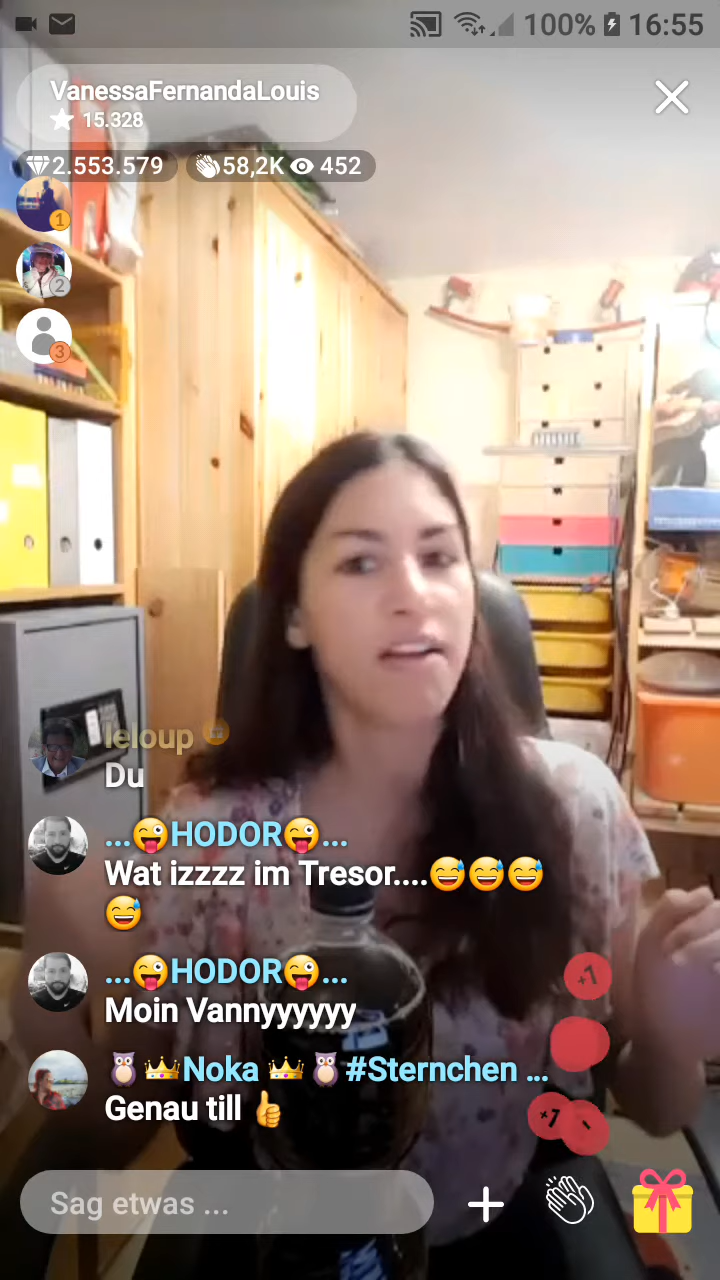 100% 16:55
VanessaFernandaLouis
15.328
2.553.579 58,2K 452
1
2
3
leloup
Du
...😜HODOR😜...
Wat izzzz im Tresor....😅😅😅
😅
...😜HODOR😜...
Moin Vannyyyyyy
+1
🦉👑Noka 👑🦉#Sternchen ...
Genau till 👍
+1
Sag etwas ...